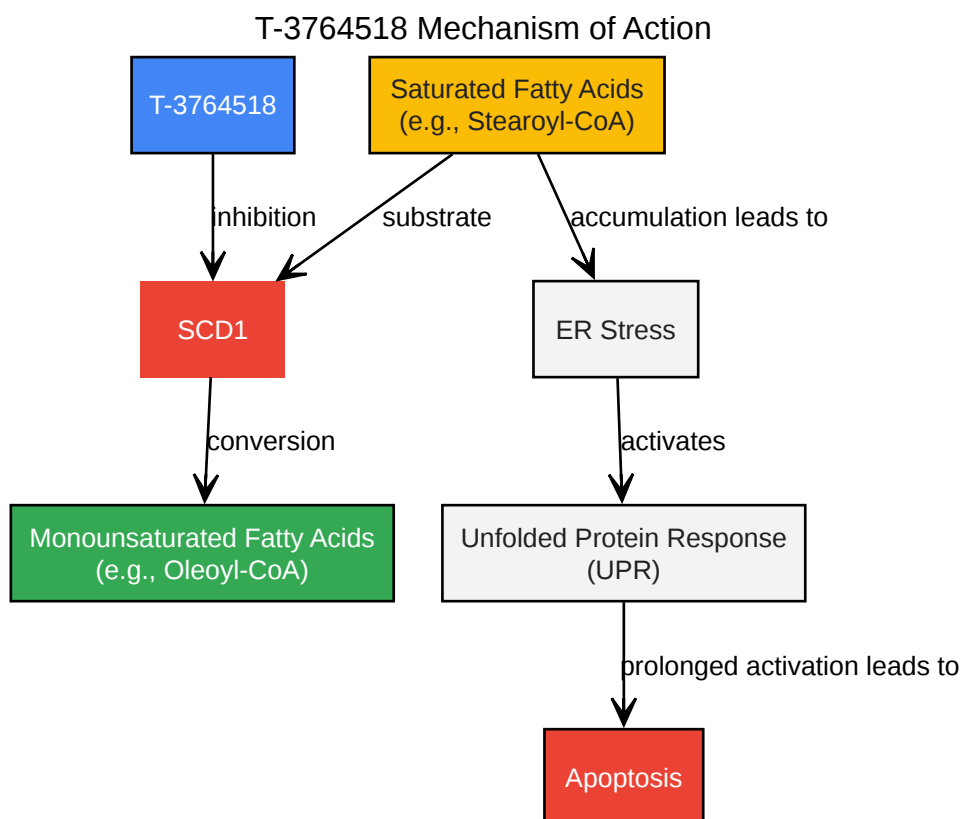 T-3764518 Mechanism of Action
T-3764518
Saturated Fatty Acids
(e.g., Stearoyl-CoA)
inhibition
substrate
accumulation leads to
SCD1
ER Stress
conversion
activates
Monounsaturated Fatty Acids
(e.g., Oleoyl-CoA)
Unfolded Protein Response
(UPR)
prolonged activation leads to
Apoptosis